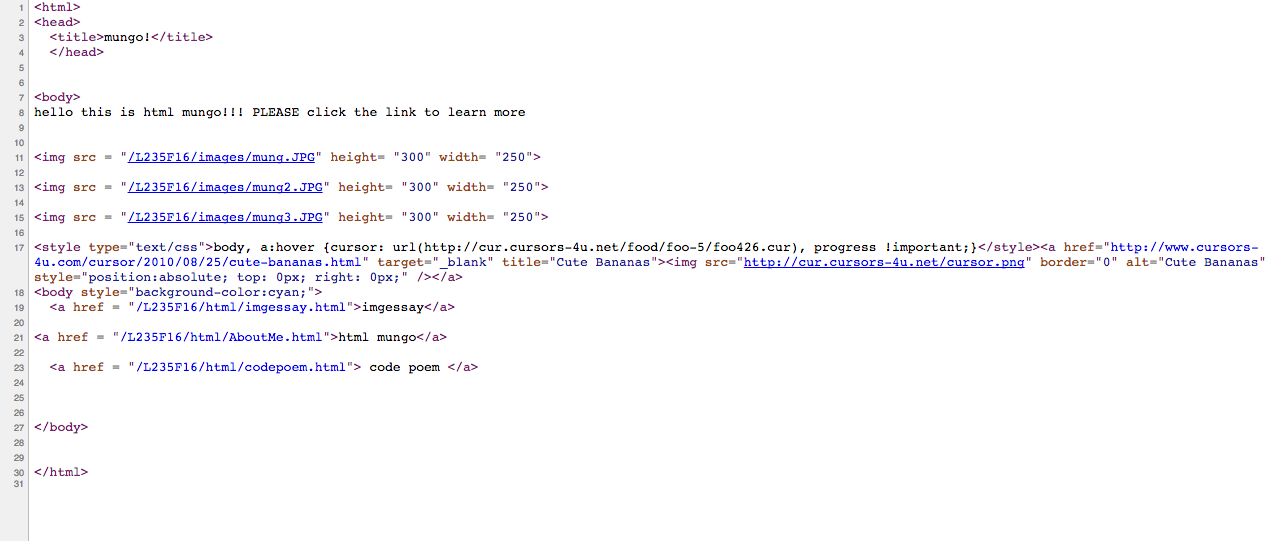 1 <html>
2 <head>
3 <title>mungo!</title>
4 </head>
5
6
7 <body>
8 hello this is html mungo!!! PLEASE click the link to learn more
9
10
11 <img src = "/L235F16/images/mung.JPG" height= "300" width= "250">
12
13 <img src = "/L235F16/images/mung2.JPG" height= "300" width= "250">
14
15 <img src = "/L235F16/images/mung3.JPG" height= "300" width= "250">
16
17 <style type="text/css">body, a:hover {cursor: url(http://cur.cursors-4u.net/food/foo-5/foo426.cur), progress !important;}</style><a href="http://www.cursors-
4u.com/cursor/2010/08/25/cute-bananas.html" target="_blank" title="Cute Bananas"><img src="http://cur.cursors-4u.net/cursor.png" border="0" alt="Cute Bananas"
style="position:absolute; top: 0px; right: 0px;" /></a>
18 <body style="background-color:cyan;">
19 <a href = "/L235F16/html/imgessay.html">imgessay</a>
20
21 <a href = "/L235F16/html/AboutMe.html">html mungo</a>
22
23 <a href = "/L235F16/html/codepoem.html"> code poem </a>
24
25
26
27 </body>
28
29
30 </html>
31